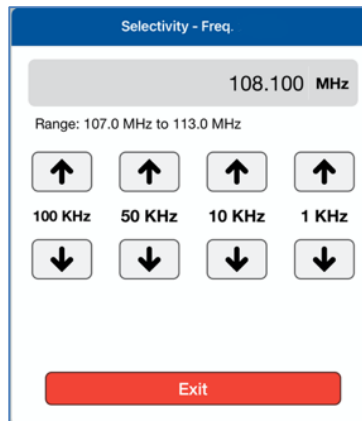 Selectivity - Freq.
108.100 MHz
Range: 107.0 MHz to 113.0 MHz
100 KHz 50 KHz 10 KHz 1 KHz
Exit